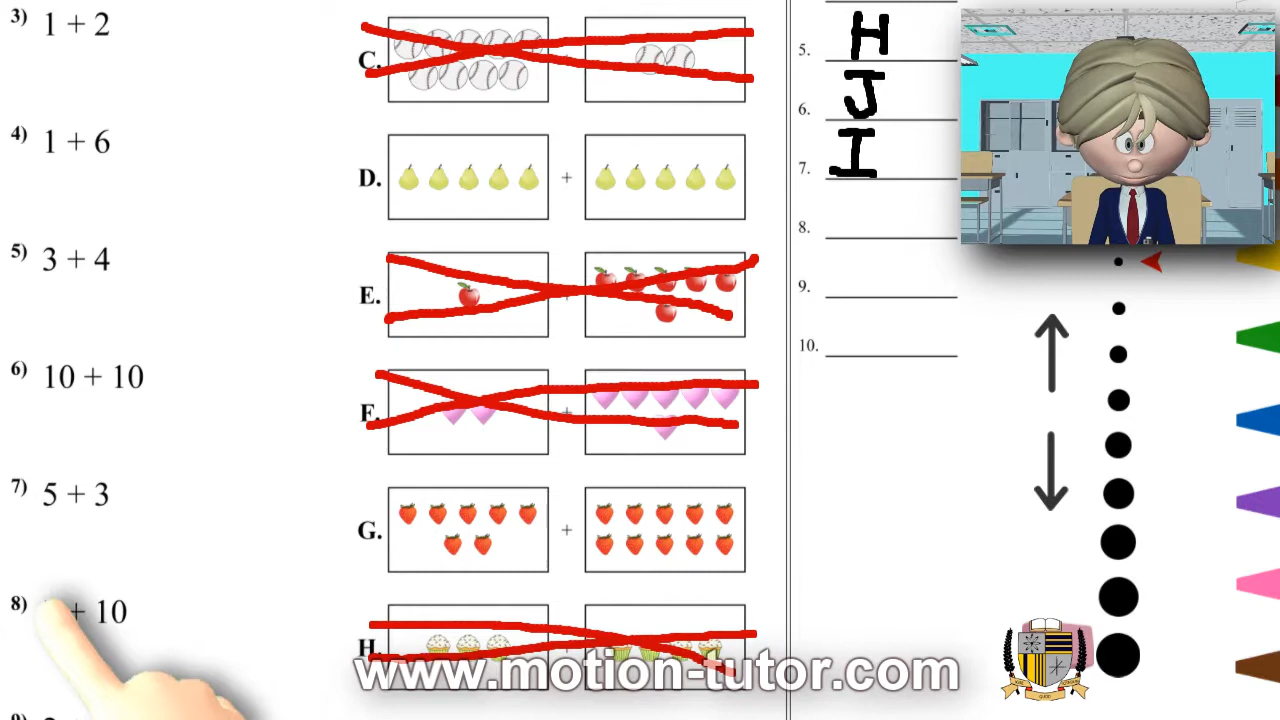 3) 1 + 2
4) 1 + 6
5) 3 + 4
6) 10 + 10
7) 5 + 3
8) + 10
9)
C. +
D. +
E. +
F. +
G. +
H. +
5. H
6. J
7. I
8.
9.
10.
www.motion-tutor.com